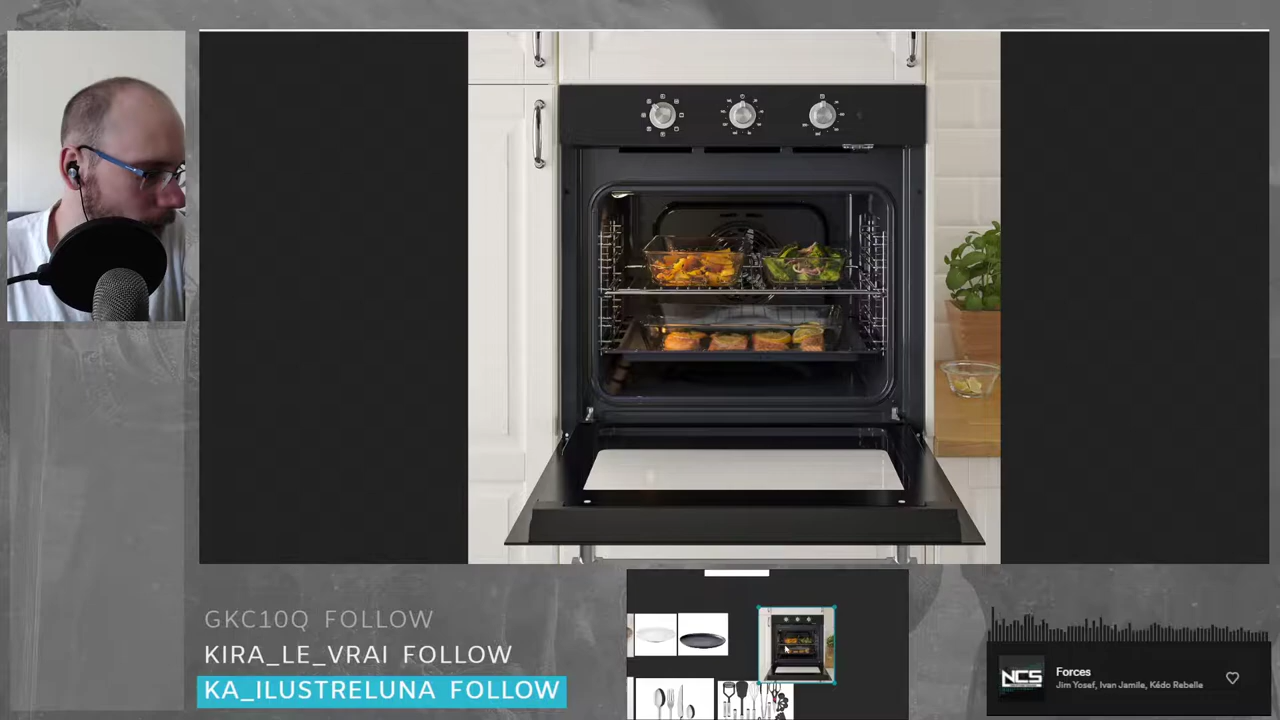 GKC10Q FOLLOW
KIRA_LE_VRAI FOLLOW
KA_ILUSTRELUNA FOLLOW
NCS
Forces
Jim Yosef, Ivan Jamile, Kédo Rebelle